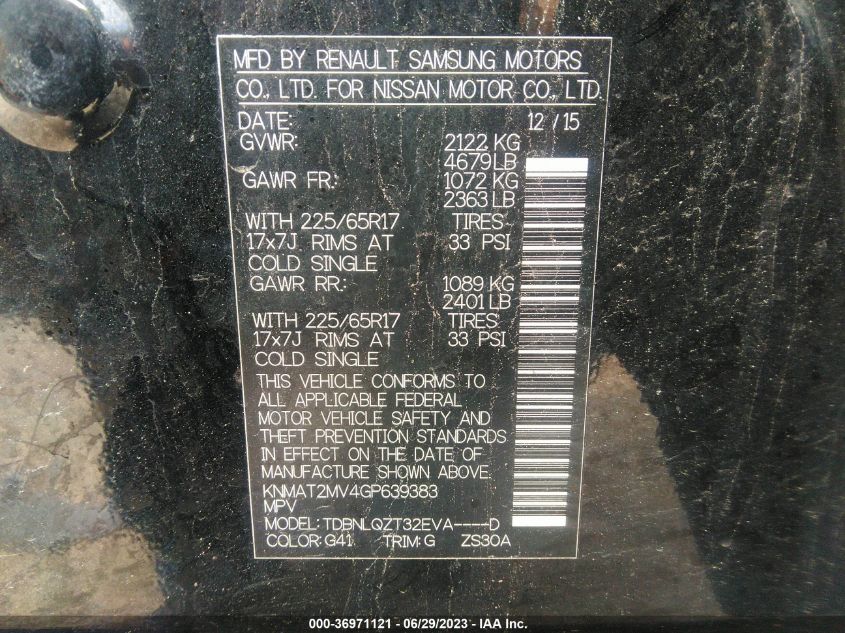 MFD BY RENAULT SAMSUNG MOTORS
CO., LTD. FOR NISSAN MOTOR CO., LTD.
DATE: 12 / 15
GVWR: 2122 KG
4679 LB
GAWR FR.: 1072 KG
2363 LB
WITH 225/65R17 TIRES
17x7J RIMS AT 33 PSI
COLD SINGLE
GAWR RR.: 1089 KG
2401 LB
WITH 225/65R17 TIRES
17x7J RIMS AT 33 PSI
COLD SINGLE
THIS VEHICLE CONFORMS TO
ALL APPLICABLE FEDERAL
MOTOR VEHICLE SAFETY AND
THEFT PREVENTION STANDARDS
IN EFFECT ON THE DATE OF
MANUFACTURE SHOWN ABOVE.
KNMAT2MV4GP639383
MPV
MODEL: TDBNLQZT32EVA----D
COLOR: G41 TRIM: G ZS30A
000-36971121 - 06/29/2023 - IAA Inc.